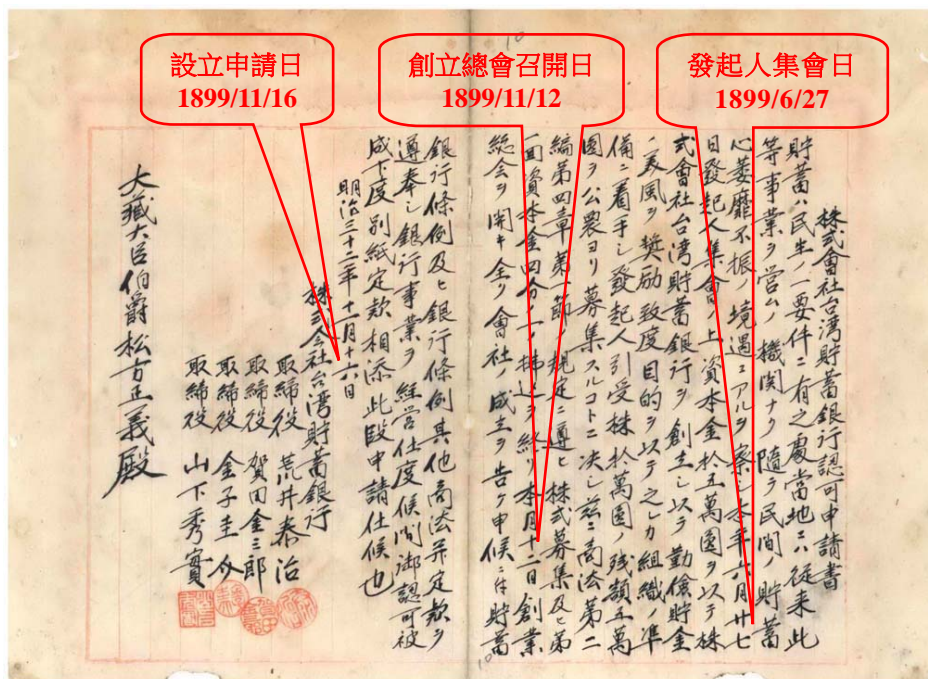 設立申請日
1899/11/16
創立總會召開日
1899/11/12
發起人集會日
1899/6/27
10
株式會社台湾貯蓄銀行認可申請書
貯蓄ハ民生ノ一要件ニ有之處當地ニハ従来此
等事業ヲ営ムノ機関ナク隨テ民間ノ貯蓄
心萎靡不振ノ境遇ニアルヲ案シ本年六月廿七
日發起人集會ノ上資本金拾五萬圓ヲ以テ株
式會社台湾貯蓄銀行ヲ創立シ以テ勤儉貯金
ノ美風ヲ奨励致度目的ヲ以テ之レカ組織ノ準
備ニ着手シ發起人引受株拾萬圓ノ残額五萬
圓ヲ公衆ヨリ募集スルコトニ决シ茲ニ商法第二
編第四章第一節ノ規定ニ遵ヒ株式募集及ヒ第
一回資本金四分ノ一ノ拂込ヲ終リ本月十二日創業
総会ヲ開キ全ク會社ノ成立ヲ告ケ申候ニ付貯蓄
銀行條例及ヒ銀行條例其他商法并定款ヲ
遵奉シ銀行事業ヲ経営仕度候間御認可被
成下度別紙定款相添此段申請仕候也
明治三十二年十一月十六日
株式会社台湾貯蓄銀行
取締役 荒井泰治
取締役 賀田金三郎
取締役 金子圭介
取締役 山下秀實
大藏大臣伯爵松方正義殿
10